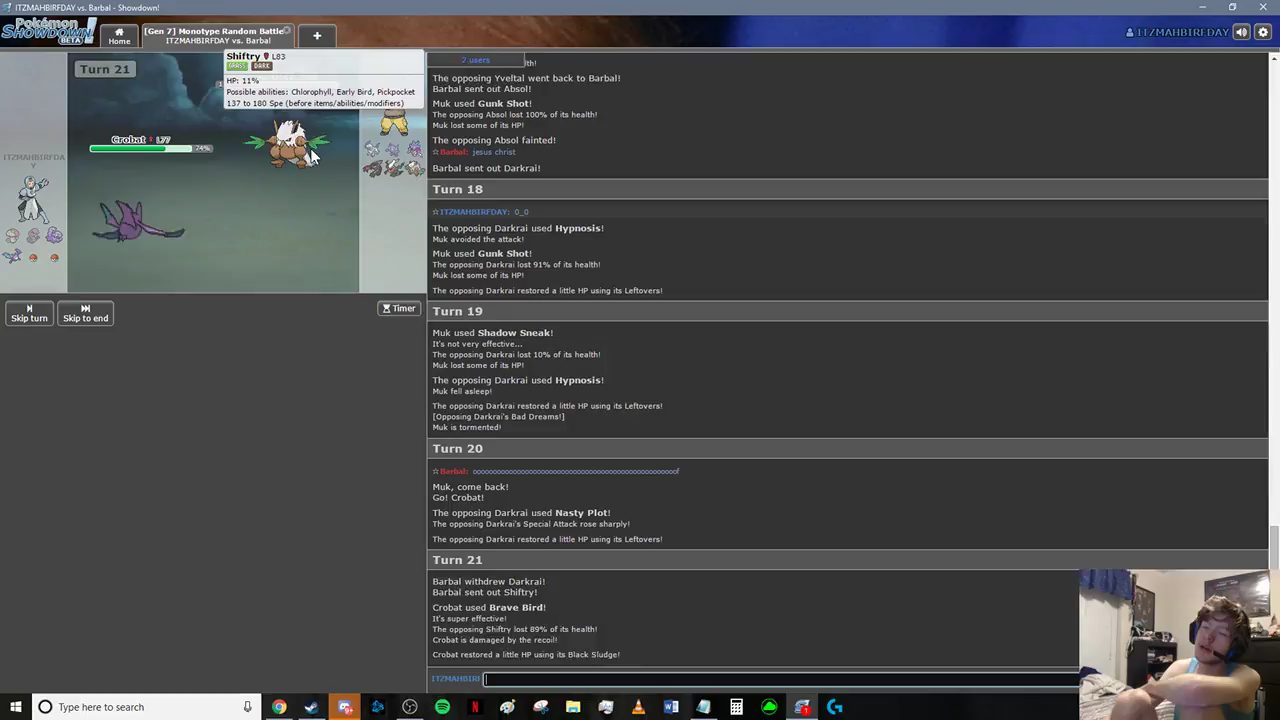 ITZMAHBIRFDAY vs. Barbal - Showdown!
Pokémon
SHOWDOWN!
BETA
Home
[Gen 7] Monotype Random Battle
ITZMAHBIRFDAY vs. Barbal
ITZMAHBIRFDAY
Turn 21
Shiftry L83
GRASS DARK
HP: 11%
Possible abilities: Chlorophyll, Early Bird, Pickpocket
137 to 180 Spe (before items/abilities/modifiers)
Crobat L77
74%
ITZMAHBIRFDA
Y
Skip turn
Skip to end
Timer
2 users
The opposing Yveltal went back to Barbal!
Barbal sent out Absol!
Muk used Gunk Shot!
The opposing Absol lost 100% of its health!
Muk lost some of its HP!
The opposing Absol fainted!
☆Barbal: jesus christ
Barbal sent out Darkrai!
Turn 18
☆ITZMAHBIRFDAY: 0_0
The opposing Darkrai used Hypnosis!
Muk avoided the attack!
Muk used Gunk Shot!
The opposing Darkrai lost 91% of its health!
Muk lost some of its HP!
The opposing Darkrai restored a little HP using its Leftovers!
Turn 19
Muk used Shadow Sneak!
It's not very effective...
The opposing Darkrai lost 10% of its health!
Muk lost some of its HP!
The opposing Darkrai used Hypnosis!
Muk fell asleep!
The opposing Darkrai restored a little HP using its Leftovers!
[Opposing Darkrai's Bad Dreams!]
Muk is tormented!
Turn 20
☆Barbal:
Muk, come back!
Go! Crobat!
The opposing Darkrai used Nasty Plot!
The opposing Darkrai's Special Attack rose sharply!
The opposing Darkrai restored a little HP using its Leftovers!
Turn 21
Barbal withdrew Darkrai!
Barbal sent out Shiftry!
Crobat used Brave Bird!
It's super effective!
The opposing Shiftry lost 89% of its health!
Crobat is damaged by the recoil!
Crobat restored a little HP using its Black Sludge!
ITZMAHBIRF
Type here to search